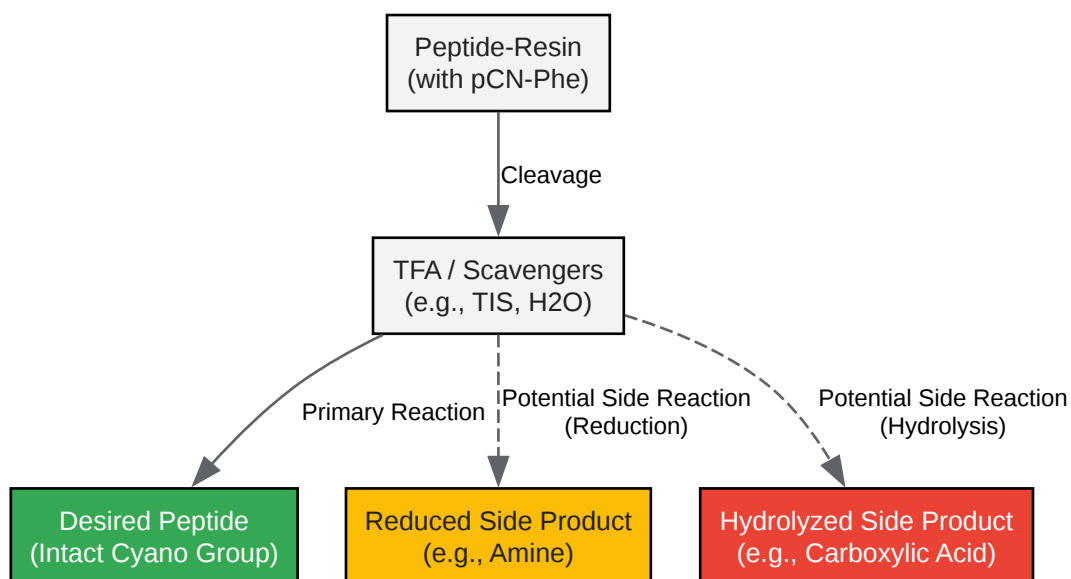 Peptide-Resin
(with pCN-Phe)
Cleavage
TFA / Scavengers
(e.g., TIS, H2O)
Primary Reaction
Potential Side Reaction
(Reduction)
Potential Side Reaction
(Hydrolysis)
Desired Peptide
(Intact Cyano Group)
Reduced Side Product
(e.g., Amine)
Hydrolyzed Side Product
(e.g., Carboxylic Acid)